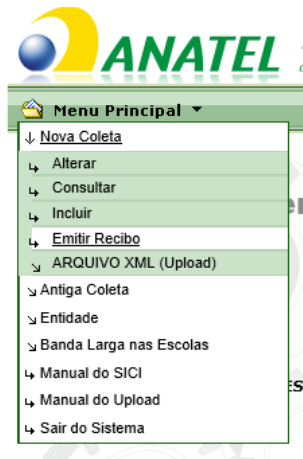 ANATEL
Menu Principal
Nova Coleta
Alterar
Consultar
Incluir
Emitir Recibo
ARQUIVO XML (Upload)
Antiga Coleta
Entidade
Banda Larga nas Escolas
Manual do SICI
Manual do Upload
Sair do Sistema